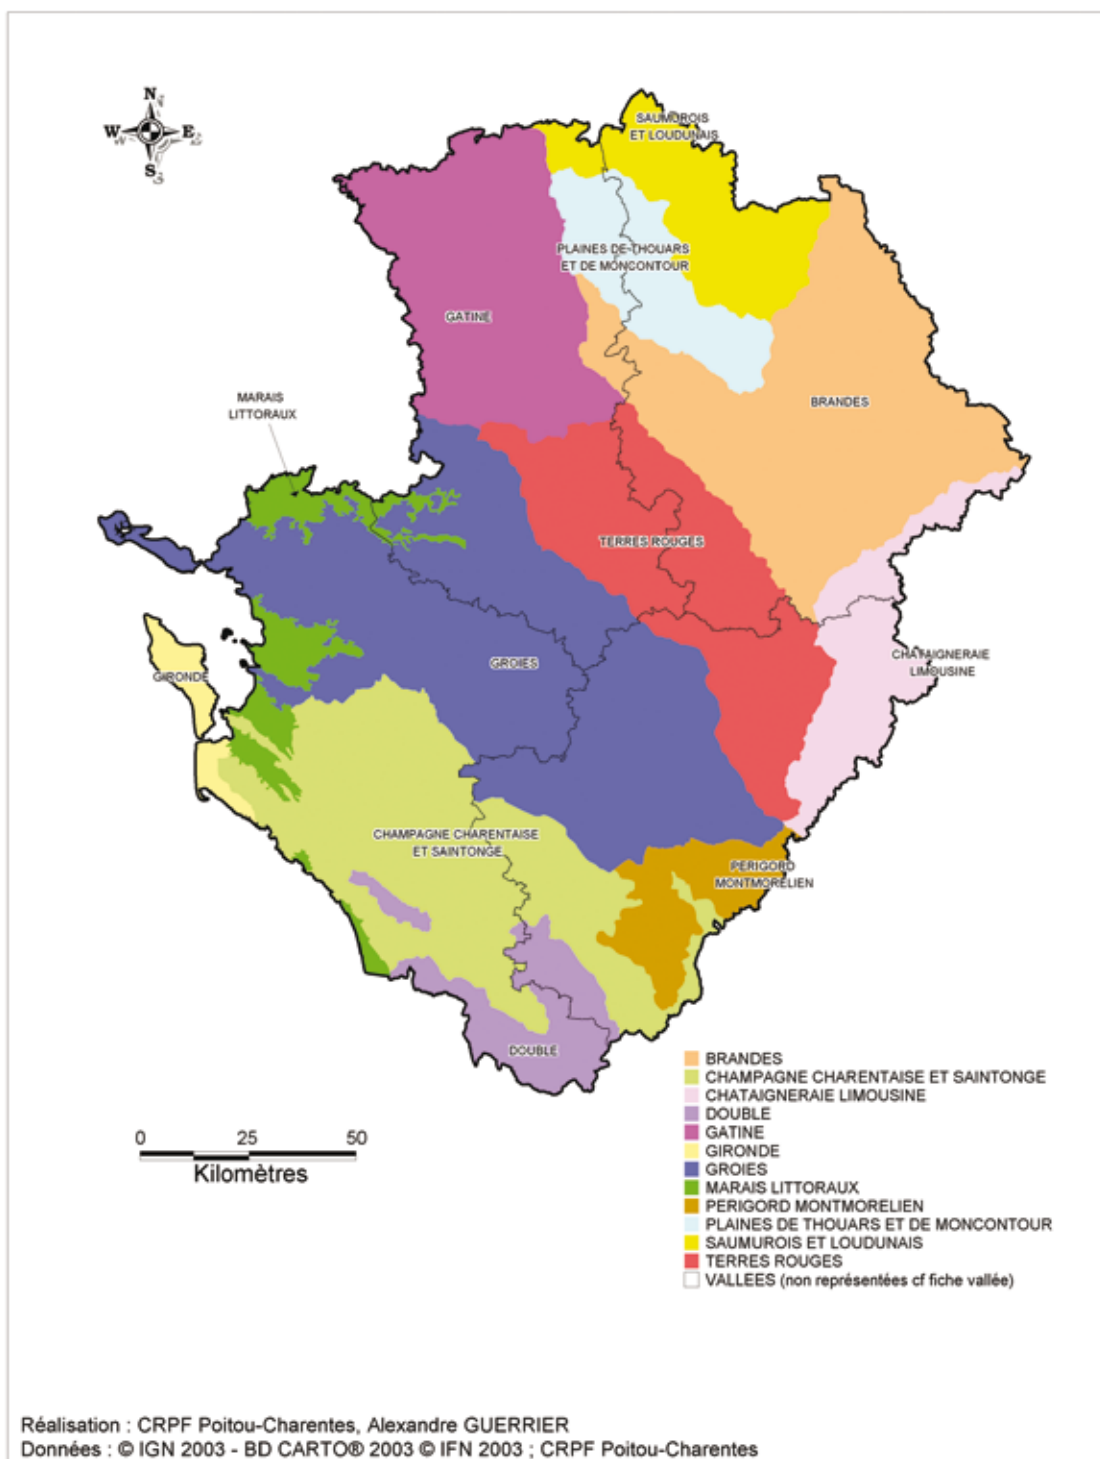 N
W E
S
SAUMUROIS
ET LOUDUNAIS
PLAINES DE THOUARS
ET DE MONCONTOUR
GATINE
BRANDES
MARAIS
LITTORAUX
TERRES ROUGES
GROIES
CHATAIGNERAIE
LIMOUSINE
GIRONDE
CHAMPAGNE CHARENTAISE
ET SAINTONGE
PERIGORD
MONTMORELIEN
DOUBLE
BRANDES
CHAMPAGNE CHARENTAISE ET SAINTONGE
CHATAIGNERAIE LIMOUSINE
DOUBLE
GATINE
GIRONDE
GROIES
MARAIS LITTORAUX
PERIGORD MONTMORELIEN
PLAINES DE THOUARS ET DE MONCONTOUR
SAUMUROIS ET LOUDUNAIS
TERRES ROUGES
VALLEES (non représentées cf fiche vallée)
0 25 50
Kilomètres
Réalisation : CRPF Poitou-Charentes, Alexandre GUERRIER
Données : © IGN 2003 - BD CARTO® 2003 © IFN 2003 ; CRPF Poitou-Charentes